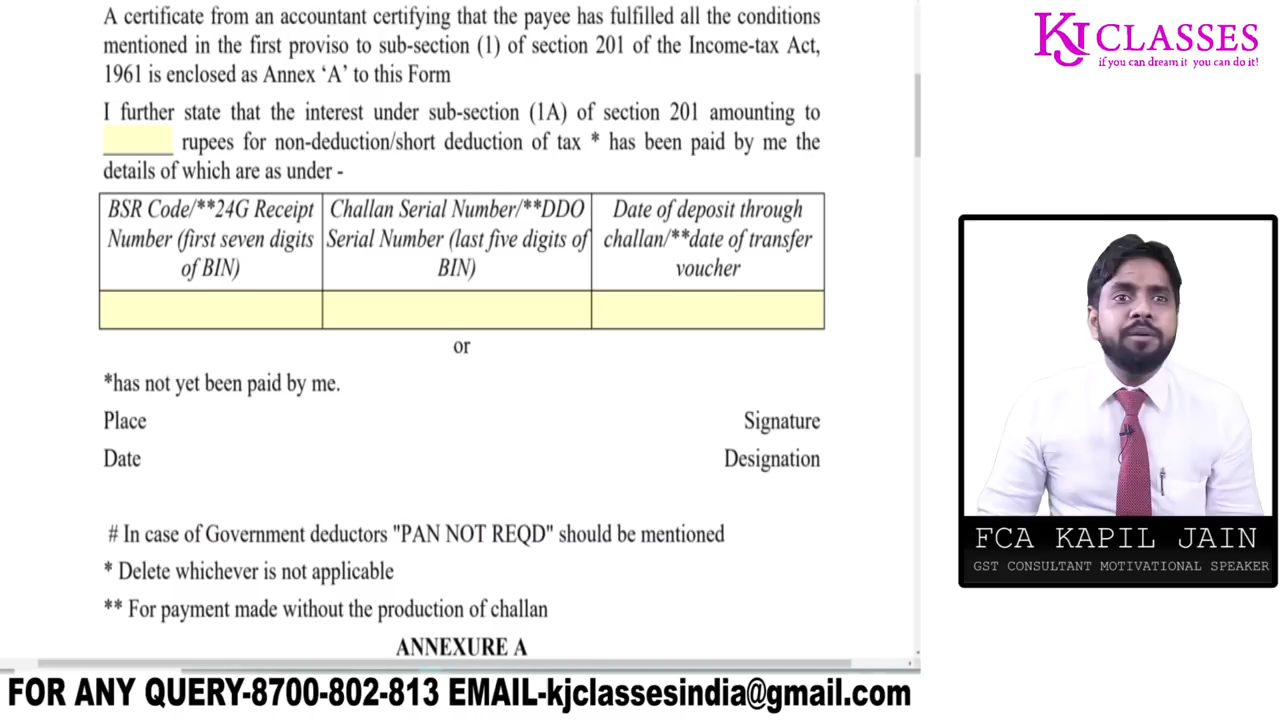 A certificate from an accountant certifying that the payee has fulfilled all the conditions
mentioned in the first proviso to sub-section (1) of section 201 of the Income-tax Act,
1961 is enclosed as Annex ‘A’ to this Form
I further state that the interest under sub-section (1A) of section 201 amounting to
_______ rupees for non-deduction/short deduction of tax * has been paid by me the
details of which are as under -
BSR Code/**24G Receipt
Number (first seven digits
of BIN)
Challan Serial Number/**DDO
Serial Number (last five digits of
BIN)
Date of deposit through
challan/**date of transfer
voucher
or
*has not yet been paid by me.
Place
Signature
Date
Designation
# In case of Government deductors "PAN NOT REQD" should be mentioned
* Delete whichever is not applicable
** For payment made without the production of challan
ANNEXURE A
KJ CLASSES
if you can dream it you can do it!
FCA KAPIL JAIN
GST CONSULTANT MOTIVATIONAL SPEAKER
FOR ANY QUERY-8700-802-813 EMAIL-kjclassesindia@gmail.com